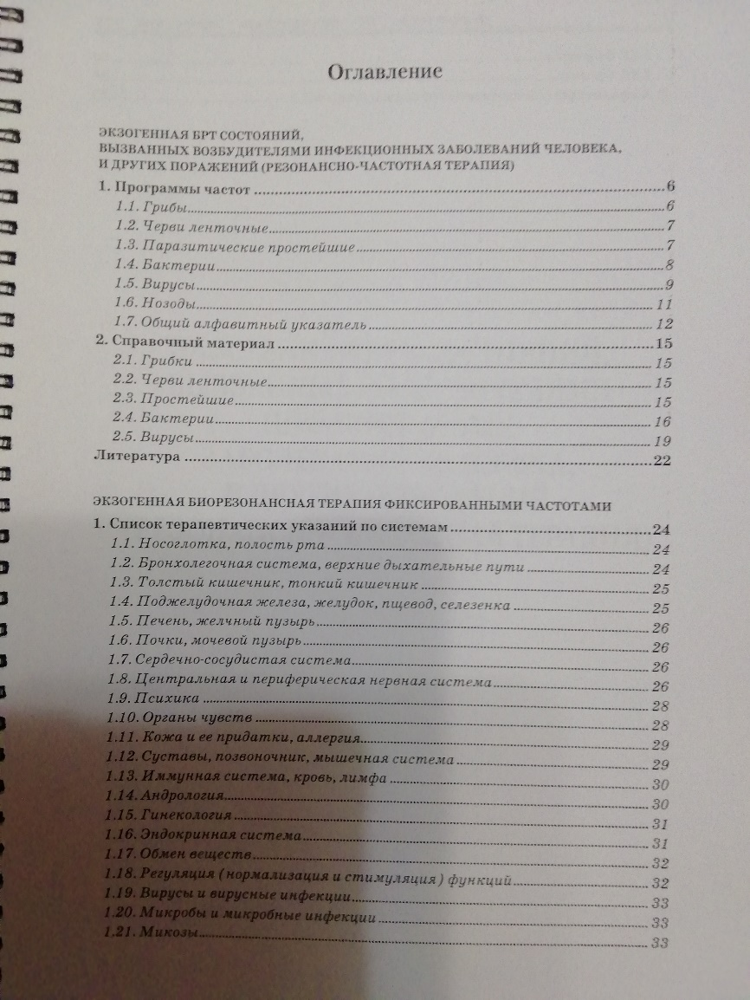 Оглавление
ЭКЗОГЕННАЯ БРТ СОСТОЯНИЙ,
ВЫЗВАННЫХ ВОЗБУДИТЕЛЯМИ ИНФЕКЦИОННЫХ ЗАБОЛЕВАНИЙ ЧЕЛОВЕКА,
И ДРУГИХ ПОРАЖЕНИЙ (РЕЗОНАНСНО-ЧАСТОТНАЯ ТЕРАПИЯ)
1. Программы частот ... 6
1.1. Грибы ... 6
1.2. Черви ленточные ... 7
1.3. Паразитические простейшие ... 7
1.4. Бактерии ... 8
1.5. Вирусы ... 9
1.6. Нозоды ... 11
1.7. Общий алфавитный указатель ... 12
2. Справочный материал ... 15
2.1. Грибки ... 15
2.2. Черви ленточные ... 15
2.3. Простейшие ... 15
2.4. Бактерии ... 16
2.5. Вирусы ... 19
Литература ... 22
ЭКЗОГЕННАЯ БИОРЕЗОНАНСНАЯ ТЕРАПИЯ ФИКСИРОВАННЫМИ ЧАСТОТАМИ
1. Список терапевтических указаний по системам ... 24
1.1. Носоглотка, полость рта ... 24
1.2. Бронхолегочная система, верхние дыхательные пути ... 24
1.3. Толстый кишечник, тонкий кишечник ... 25
1.4. Поджелудочная железа, желудок, пщевод, селезенка ... 25
1.5. Печень, желчный пузырь ... 26
1.6. Почки, мочевой пузырь ... 26
1.7. Сердечно-сосудистая система ... 26
1.8. Центральная и периферическая нервная система ... 26
1.9. Психика ... 28
1.10. Органы чувств ... 28
1.11. Кожа и ее придатки, аллергия ... 29
1.12. Суставы, позвоночник, мышечная система ... 29
1.13. Иммунная система, кровь, лимфа ... 30
1.14. Андрология ... 30
1.15. Гинекология ... 31
1.16. Эндокринная система ... 31
1.17. Обмен веществ ... 32
1.18. Регуляция (нормализация и стимуляция) функций ... 32
1.19. Вирусы и вирусные инфекции ... 33
1.20. Микробы и микробные инфекции ... 33
1.21. Микозы ... 33